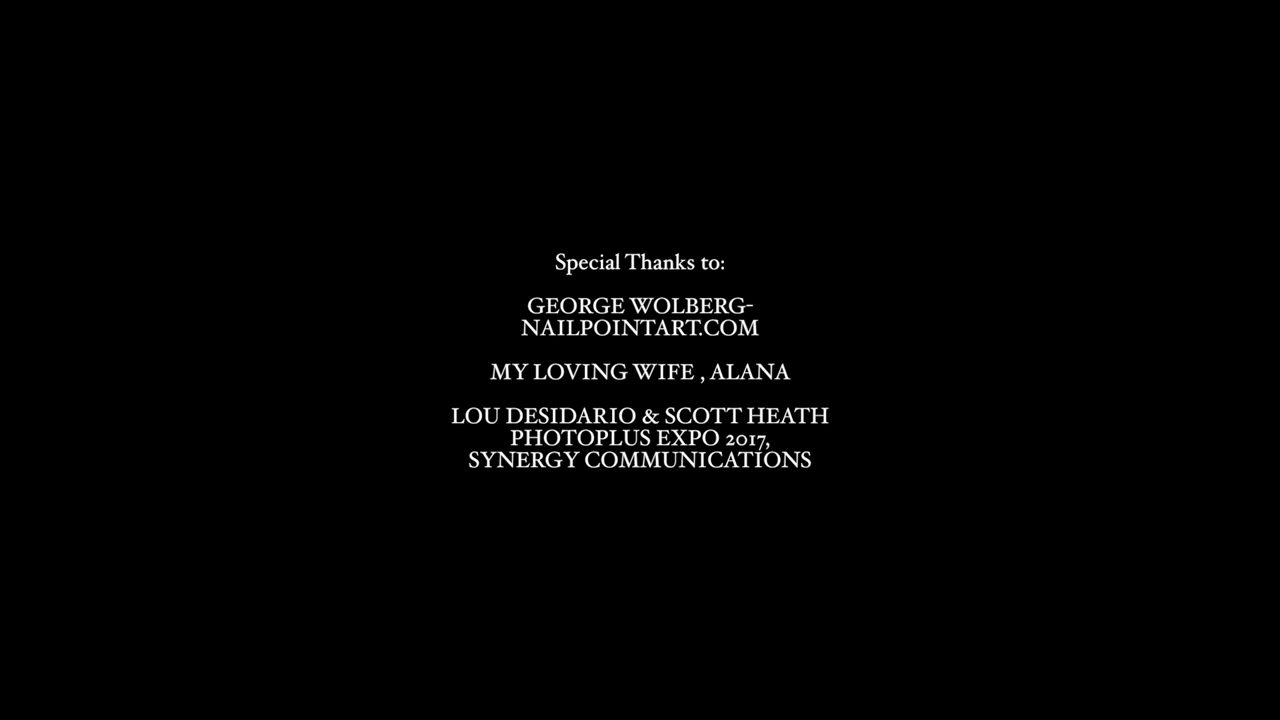 Special Thanks to:
GEORGE WOLBERG-
NAILPOINTART.COM
MY LOVING WIFE , ALANA
LOU DESIDARIO & SCOTT HEATH
PHOTOPLUS EXPO 2017,
SYNERGY COMMUNICATIONS